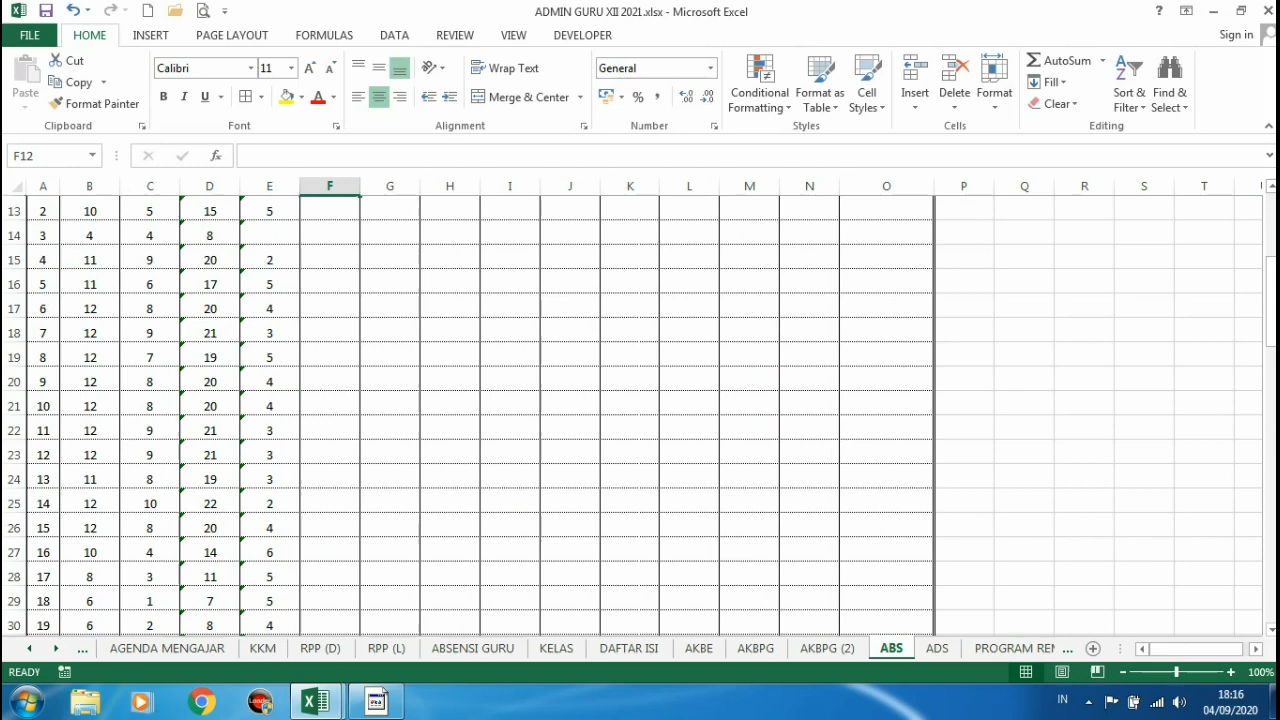 ADMIN GURU XII 2021.xlsx - Microsoft Excel
? 
FILE HOME INSERT PAGE LAYOUT FORMULAS DATA REVIEW VIEW DEVELOPER Sign in
Cut
Copy
Format Painter
Paste
Calibri 11
B I U
Wrap Text
Merge & Center
General
%
Conditional Formatting
Format as Table
Cell Styles
Insert Delete Format
AutoSum
Fill
Clear
Sort & Filter
Find & Select
Clipboard Font Alignment Number Styles Cells Editing
F12 fx
A B C D E F G H I J K L M N O P Q R S T
13 2 10 5 15 5
14 3 4 4 8
15 4 11 9 20 2
16 5 11 6 17 5
17 6 12 8 20 4
18 7 12 9 21 3
19 8 12 7 19 5
20 9 12 8 20 4
21 10 12 8 20 4
22 11 12 9 21 3
23 12 12 9 21 3
24 13 11 8 19 3
25 14 12 10 22 2
26 15 12 8 20 4
27 16 10 4 14 6
28 17 8 3 11 5
29 18 6 1 7 5
30 19 6 2 8 4
... AGENDA MENGAJAR KKM RPP (D) RPP (L) ABSENSI GURU KELAS DAFTAR ISI AKBE AKBPG AKBPG (2) ABS ADS PROGRAM REM ...
READY 100%
IN 18:16
04/09/2020